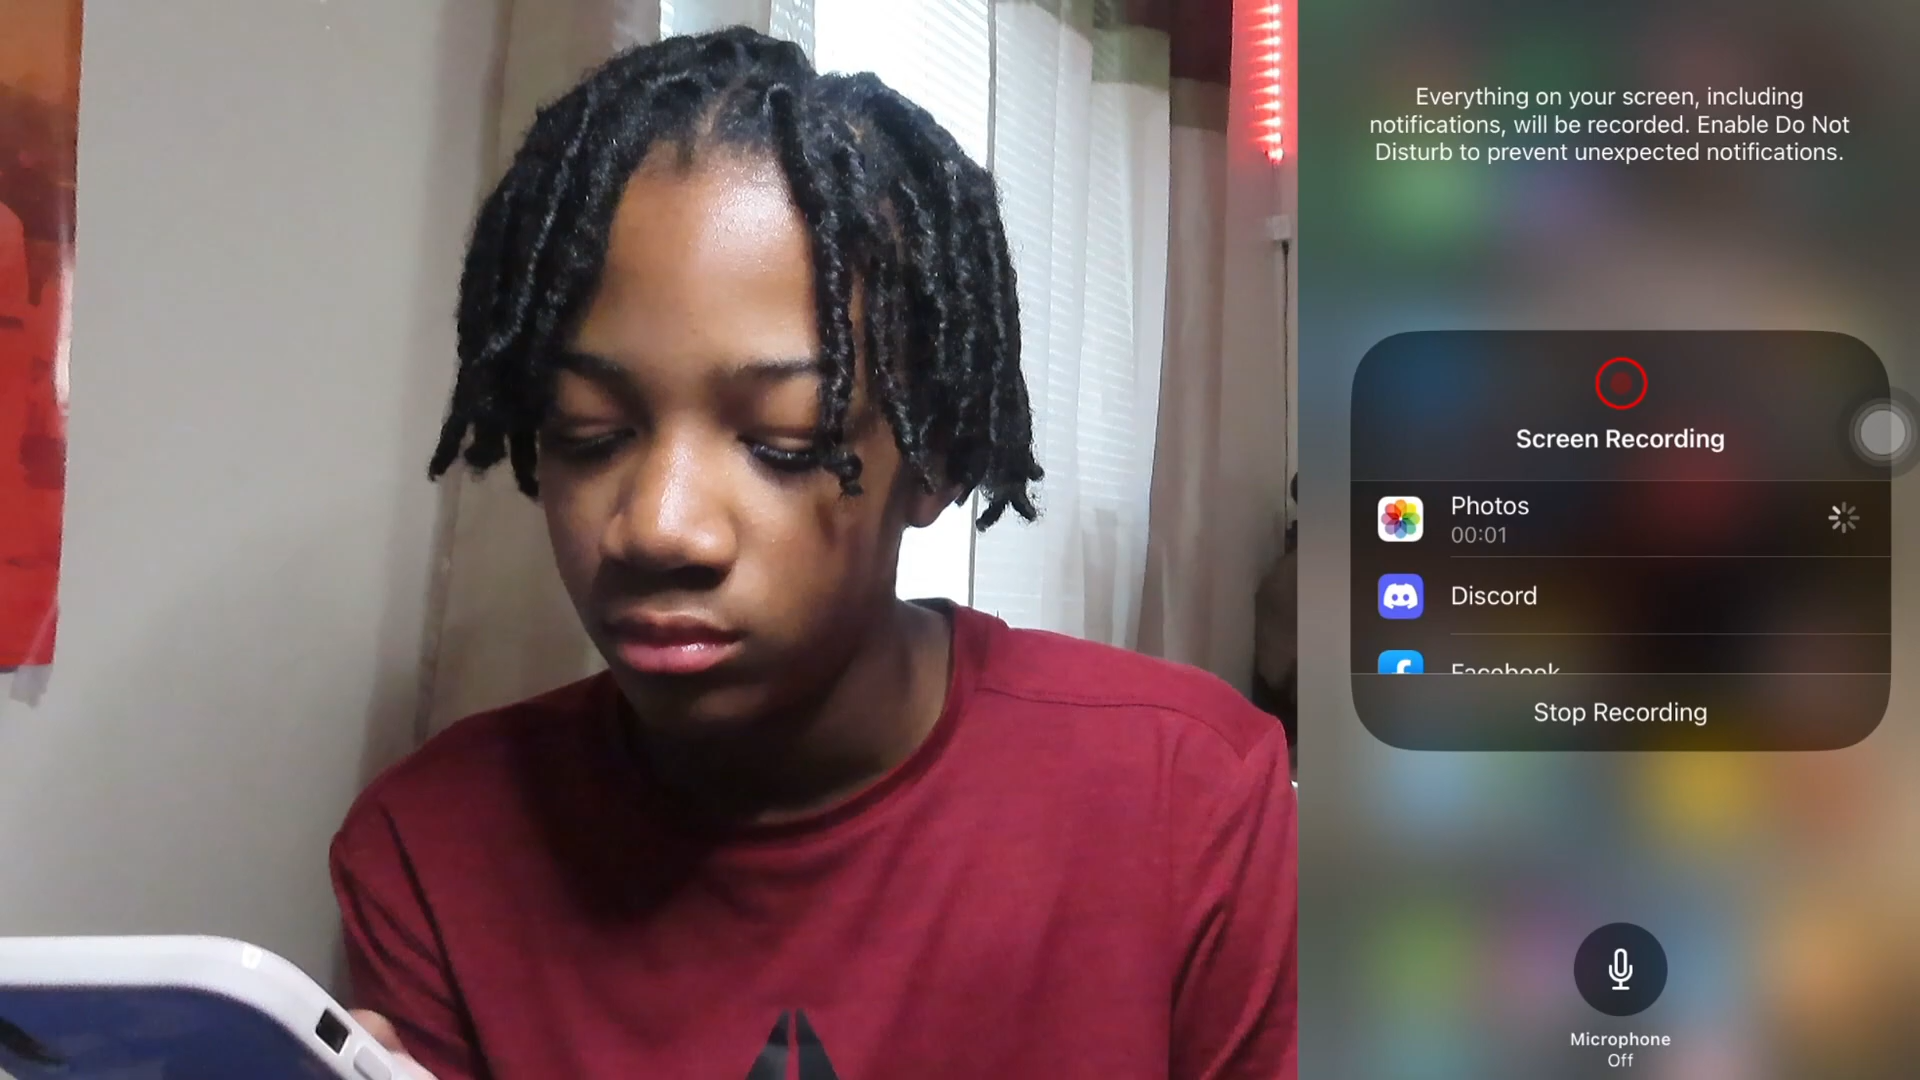 Everything on your screen, including
notifications, will be recorded. Enable Do Not
Disturb to prevent unexpected notifications.
Screen Recording
Photos
00:01
Discord
Facebook
Stop Recording
Microphone
Off